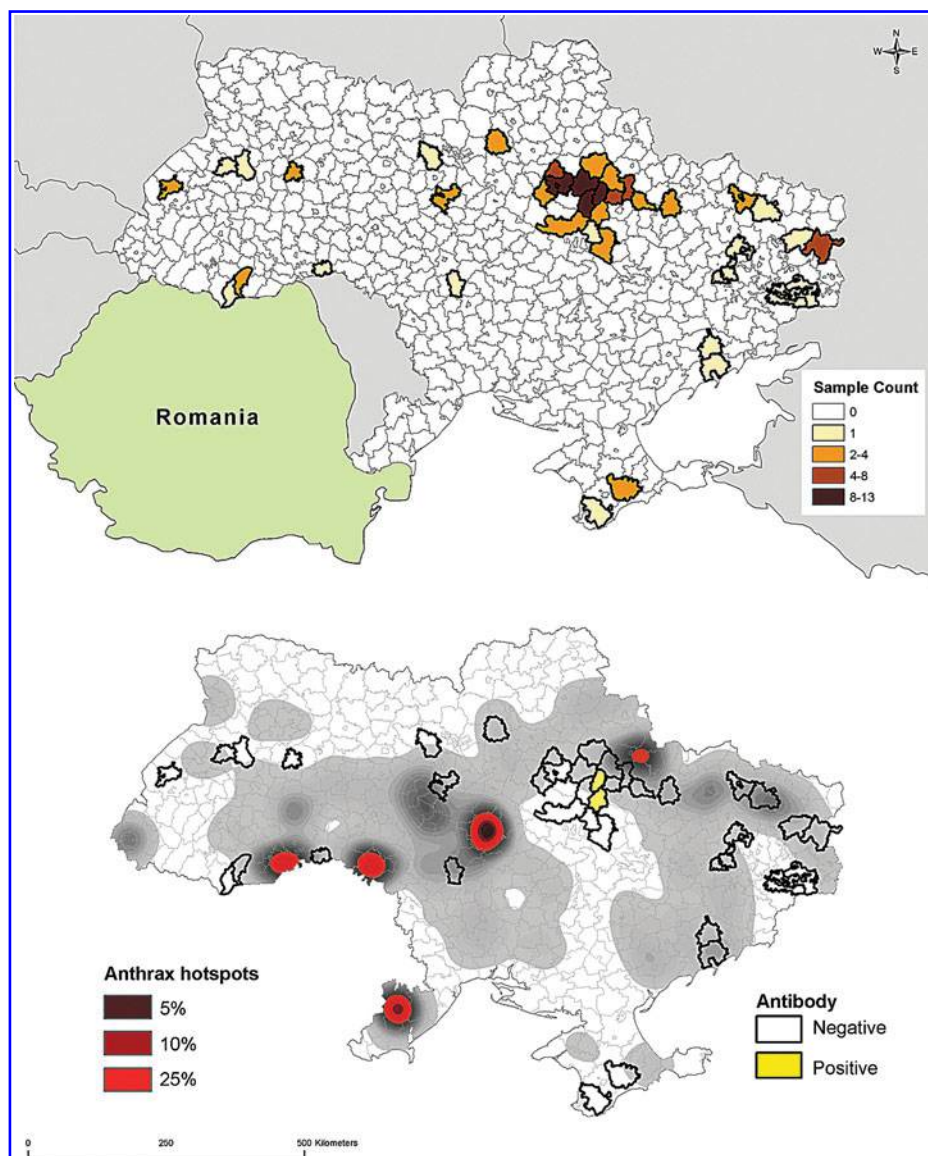 N
W E
S
Romania
Sample Count
0
1
2-4
4-8
8-13
Anthrax hotspots
5%
10%
25%
Antibody
Negative
Positive
0 250 500 Kilometers